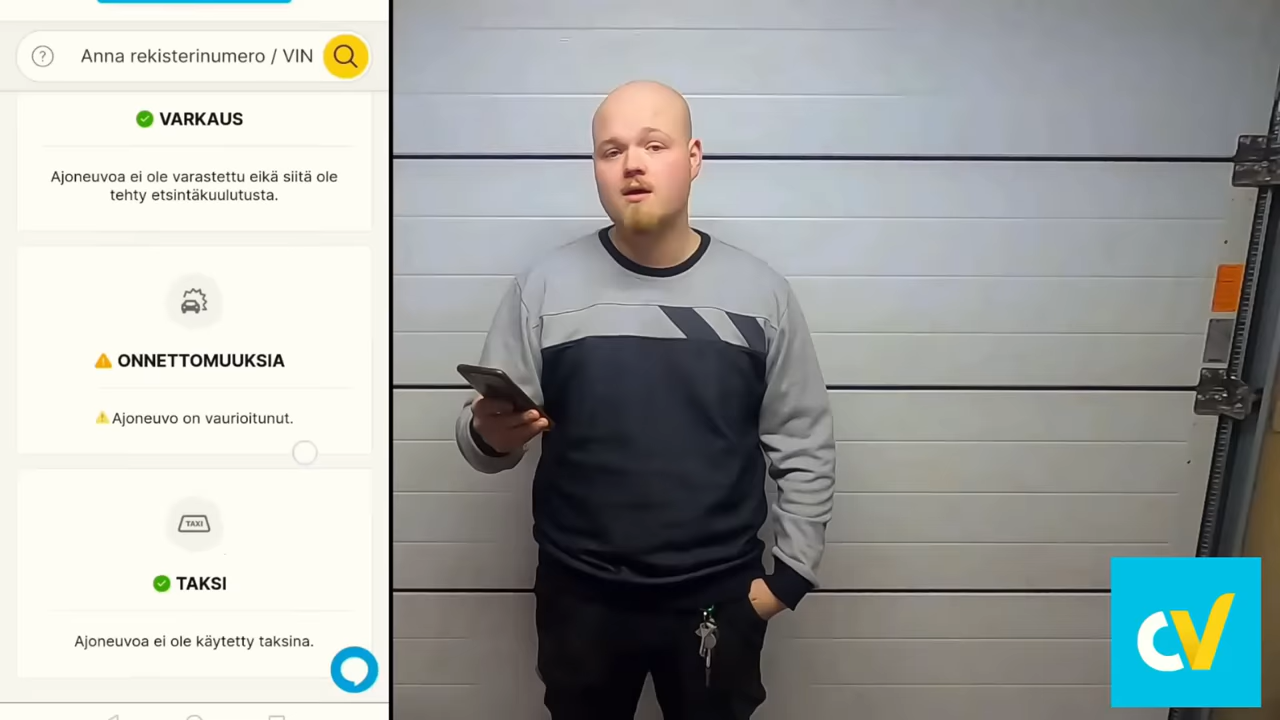 Anna rekisterinumero / VIN
VARKAUS
Ajoneuvoa ei ole varastettu eikä siitä ole
tehty etsintäkuulutusta.
ONNETTOMUUKSIA
Ajoneuvo on vaurioitunut.
TAXI
TAKSI
Ajoneuvoa ei ole käytetty taksina.
CV